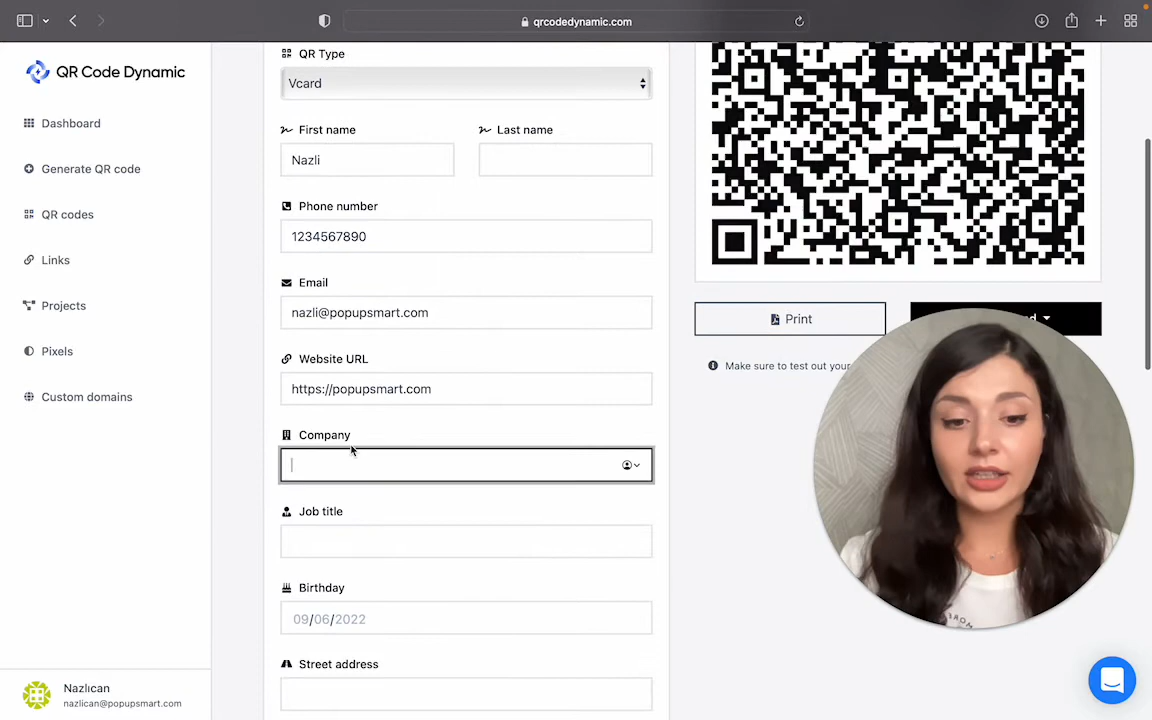 qrcodedynamic.com
QR Code Dynamic
Dashboard
Generate QR code
QR codes
Links
Projects
Pixels
Custom domains
Nazlıcan
nazlican@popupsmart.com
QR Type
Vcard
First name
Last name
Nazli
Phone number
1234567890
Email
nazli@popupsmart.com
Website URL
https://popupsmart.com
Company
Job title
Birthday
09/06/2022
Street address
Print
Make sure to test out your